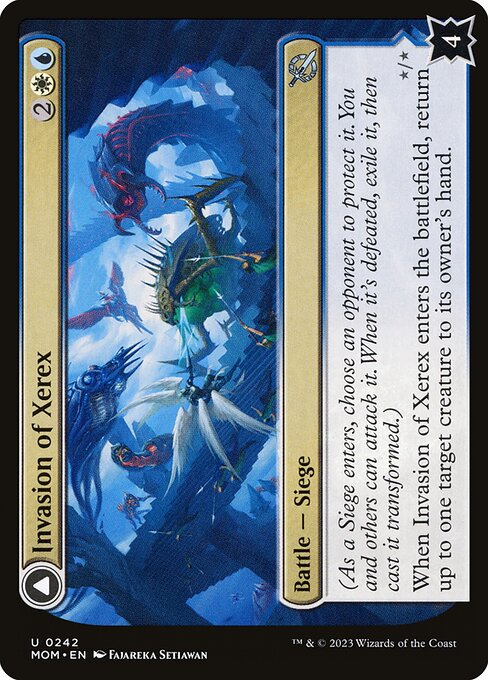 Invasion of Xerex
2
Battle — Siege
(As a Siege enters, choose an opponent to protect it. You
and others can attack it. When it's defeated, exile it, then
cast it transformed.)
When Invasion of Xerex enters the battlefield, return
up to one target creature to its owner's hand.
*/*
4
U 0242
MOM • EN Fajareka Setiawan
™ & © 2023 Wizards of the Coast